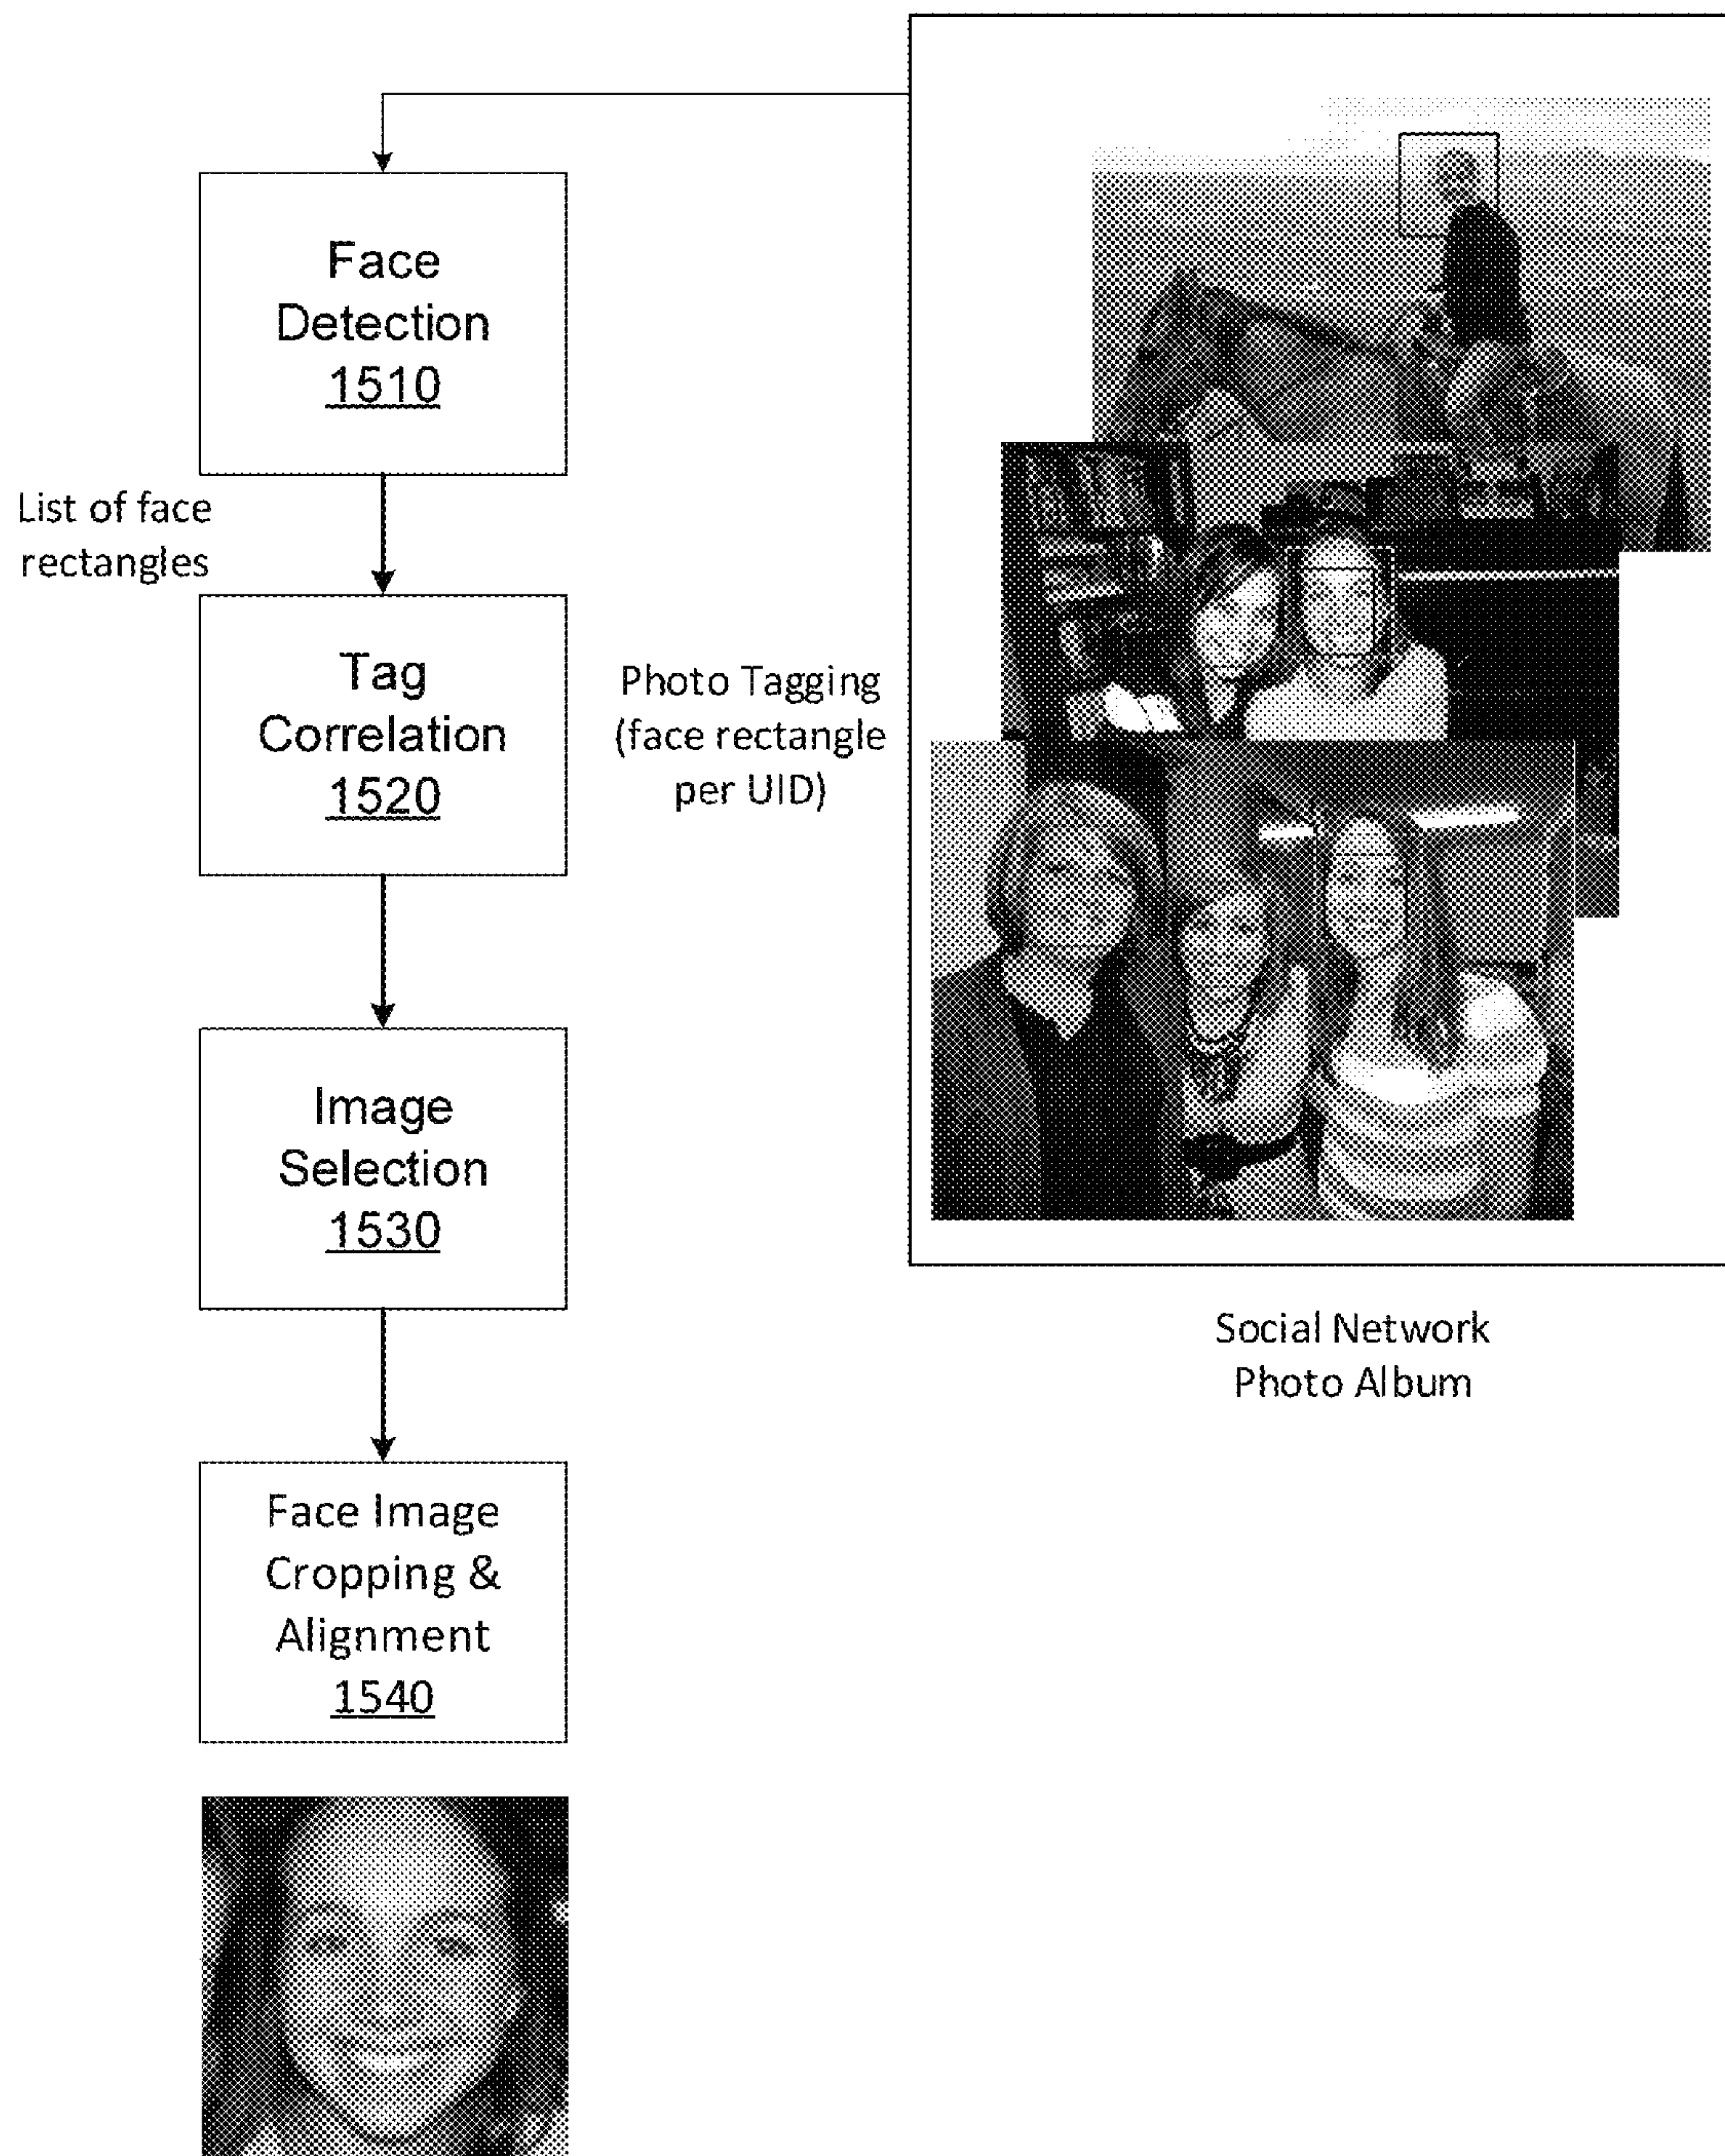 Face
Detection
1510
List of face
rectangles
Tag
Correlation
1520
Photo Tagging
(face rectangle
per UID)
Image
Selection
1530
Social Network
Photo Album
Face Image
Cropping &
Alignment
1540